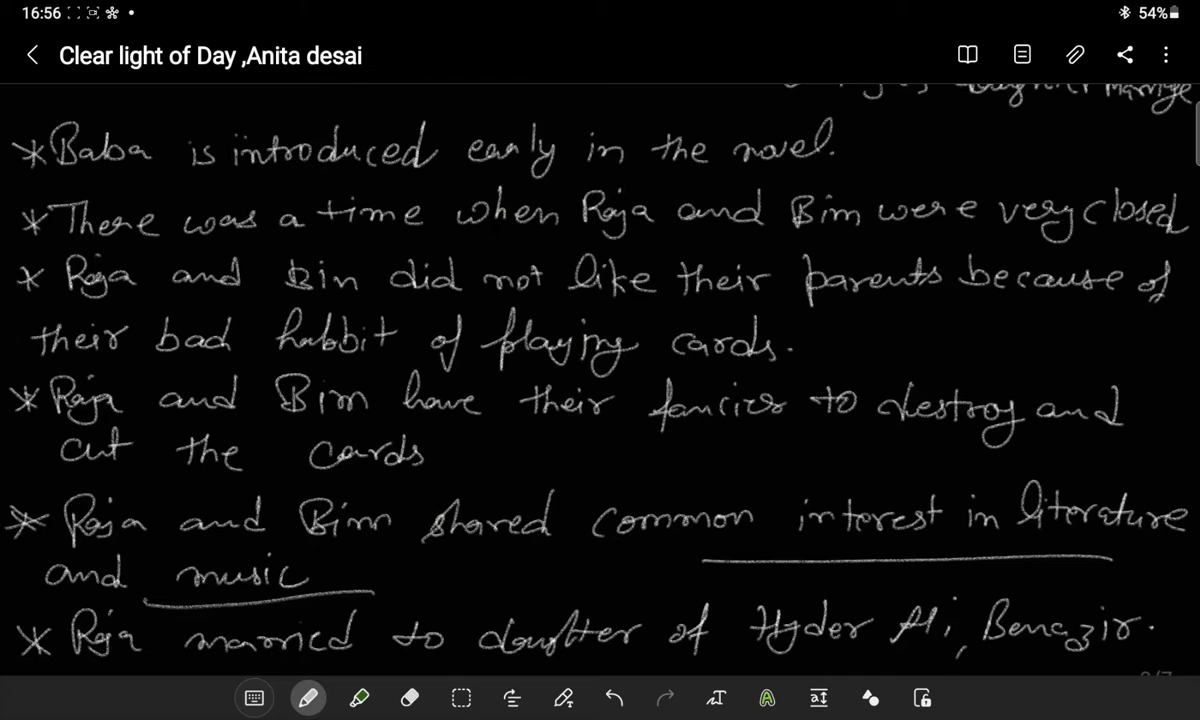 16:56
54%
Clear light of Day ,Anita desai
* Baba is introduced early in the novel.
* There was a time when Raja and Bim were very closed
* Raja and Bim did not like their parents because of
their bad habbit of playing cards.
* Raja and Bim have their fancies to destroy and
cut the cards
* Raja and Bim shared common interest in literature
and music
* Raja married to daughter of Hyder Ali, Benazir.